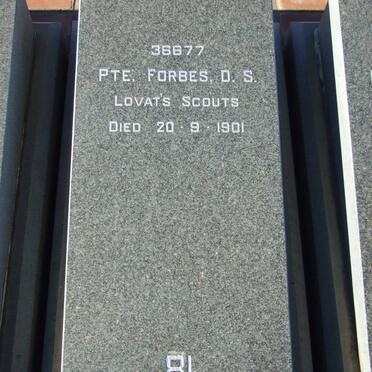 36677
PTE. FORBES, D. S.
LOVAT'S SCOUTS
DIED 20 · 9 · 1901
81